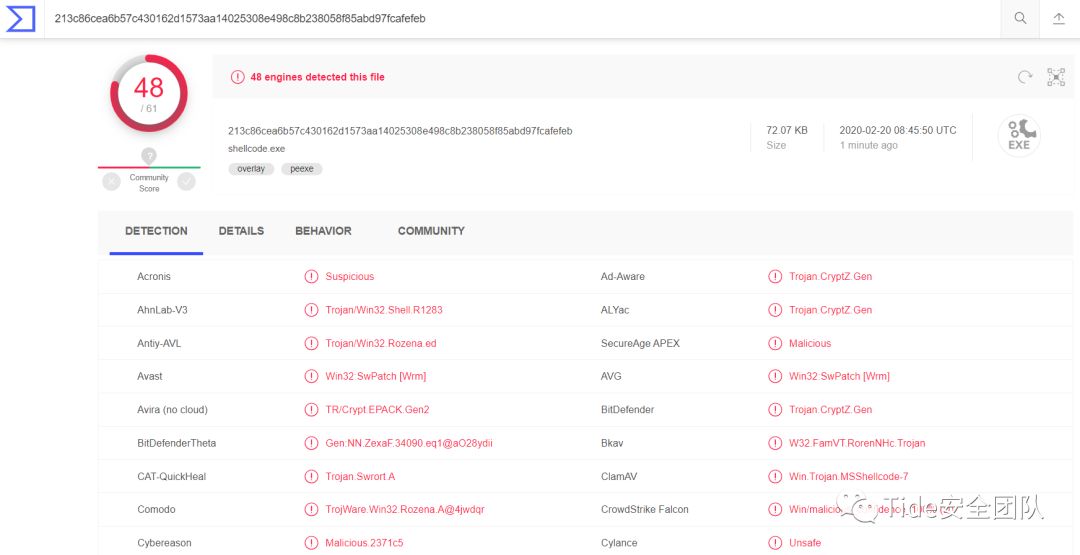 213c86cea6b57c430162d1573aa14025308e498c8b238058f85abd97fcafefeb
48
/ 61
?
Community
Score
48 engines detected this file
213c86cea6b57c430162d1573aa14025308e498c8b238058f85abd97fcafefeb
shellcode.exe
overlay peexe
72.07 KB
Size
2020-02-20 08:45:50 UTC
1 minute ago
EXE
DETECTION DETAILS BEHAVIOR COMMUNITY
Acronis Suspicious Ad-Aware Trojan.CryptZ.Gen
AhnLab-V3 Trojan/Win32.Shell.R1283 ALYac Trojan.CryptZ.Gen
Antiy-AVL Trojan/Win32.Rozena.ed SecureAge APEX Malicious
Avast Win32:SwPatch [Wrm] AVG Win32:SwPatch [Wrm]
Avira (no cloud) TR/Crypt.EPACK.Gen2 BitDefender Trojan.CryptZ.Gen
BitDefenderTheta Gen:NN.ZexaF.34090.eq1@aO28ydii Bkav W32.FamVT.RorenNHc.Trojan
CAT-QuickHeal Trojan.Swrort.A ClamAV Win.Trojan.MSShellcode-7
Comodo TrojWare.Win32.Rozena.A@4jwdqr CrowdStrike Falcon
Tide安全团队
Cybereason Malicious.2371c5 Cylance Unsafe